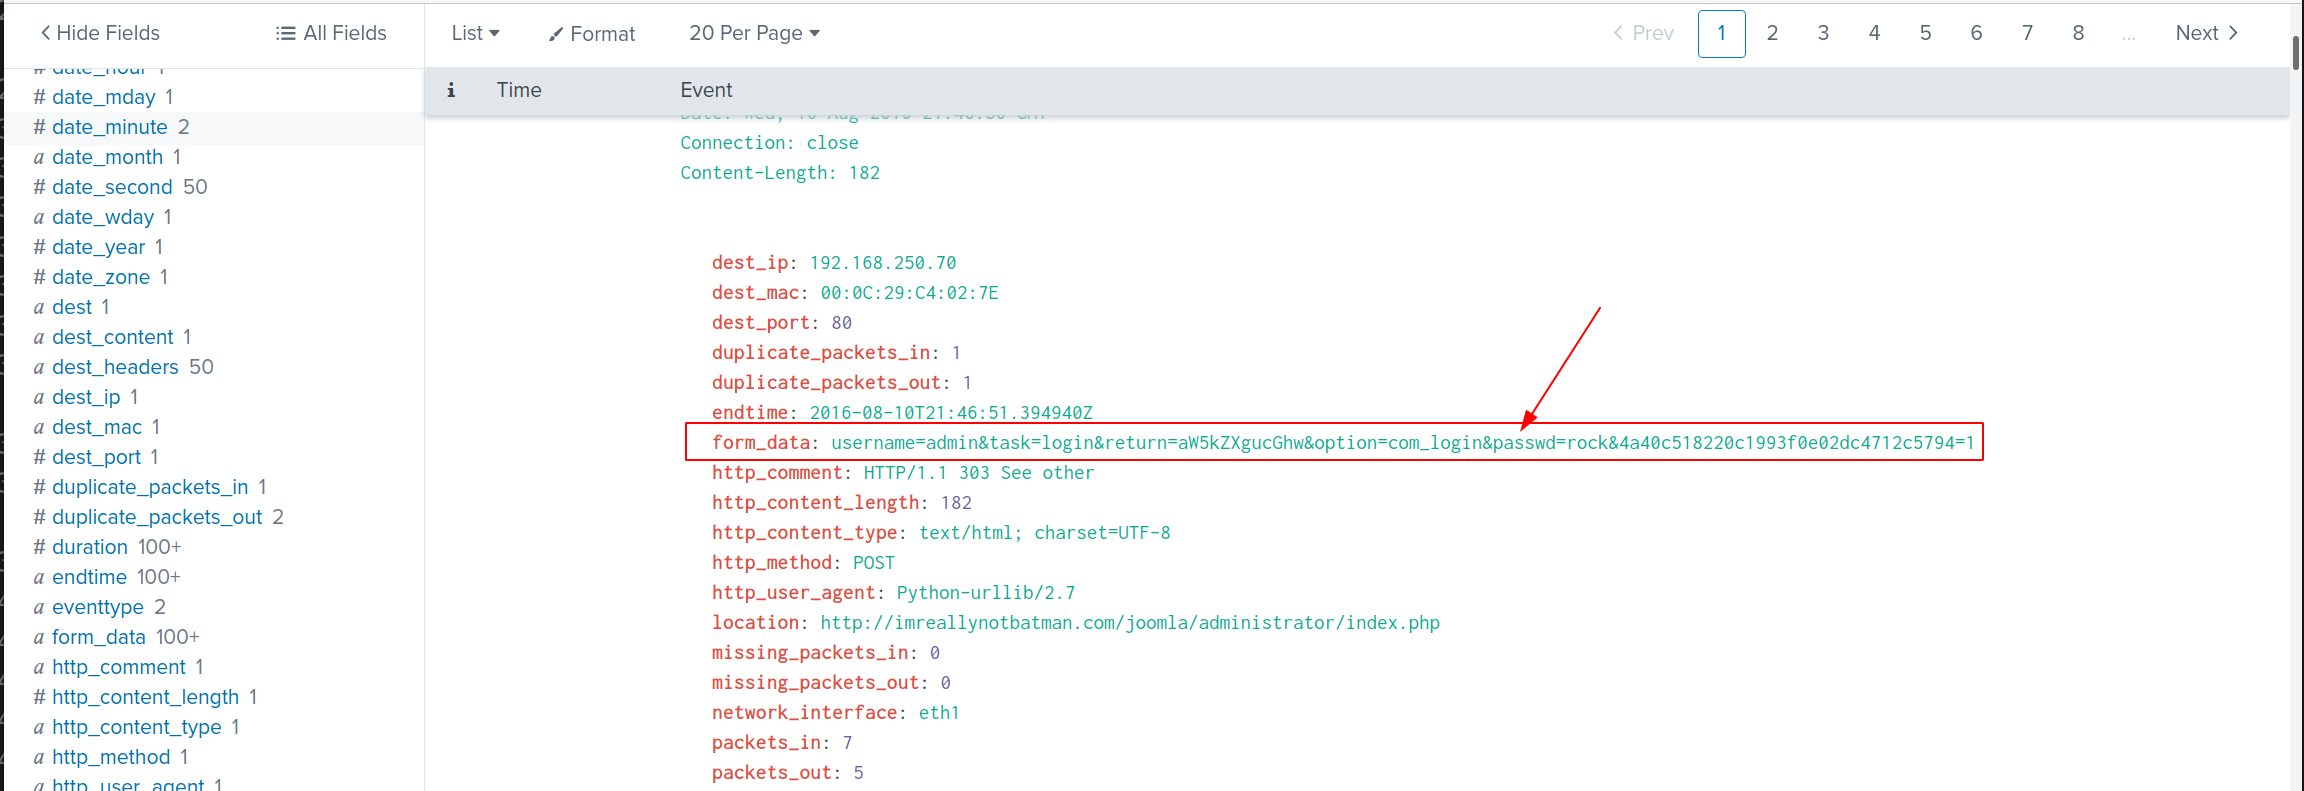 Hide Fields
All Fields
List
Format
20 Per Page
Prev
1
2
3
4
5
6
7
8
...
Next
i
Time
Event
date_hour 1
# date_mday 1
# date_minute 2
a date_month 1
# date_second 50
a date_wday 1
# date_year 1
# date_zone 1
a dest 1
a dest_content 1
a dest_headers 50
a dest_ip 1
a dest_mac 1
# dest_port 1
# duplicate_packets_in 1
# duplicate_packets_out 2
# duration 100+
a endtime 100+
a eventtype 2
a form_data 100+
a http_comment 1
# http_content_length 1
a http_content_type 1
a http_method 1
a http_user_agent 1
Connection: close
Content-Length: 182
dest_ip: 192.168.250.70
dest_mac: 00:0C:29:C4:02:7E
dest_port: 80
duplicate_packets_in: 1
duplicate_packets_out: 1
endtime: 2016-08-10T21:46:51.394940Z
form_data: username=admin&task=login&return=aW5kZXgucGhw&option=com_login&passwd=rock&4a40c518220c1993f0e02dc4712c5794=1
http_comment: HTTP/1.1 303 See other
http_content_length: 182
http_content_type: text/html; charset=UTF-8
http_method: POST
http_user_agent: Python-urllib/2.7
location: http://imreallynotbatman.com/joomla/administrator/index.php
missing_packets_in: 0
missing_packets_out: 0
network_interface: eth1
packets_in: 7
packets_out: 5